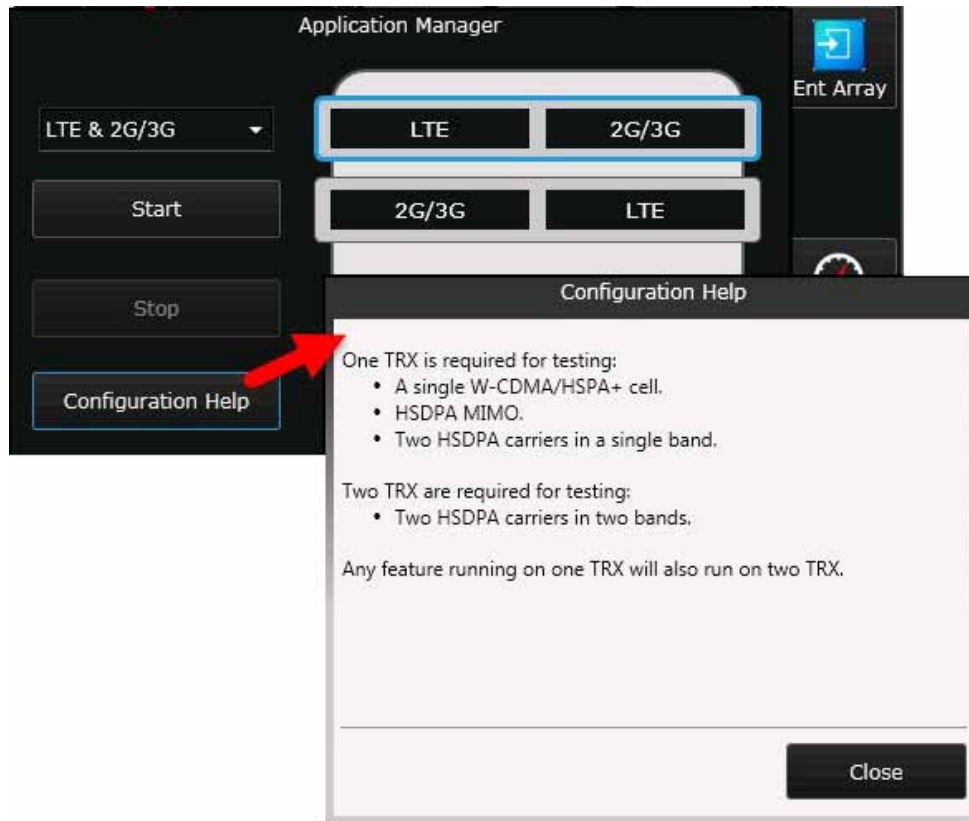 Application Manager
Ent Array
LTE & 2G/3G
LTE 2G/3G
Start
2G/3G LTE
Stop
Configuration Help
Configuration Help
One TRX is required for testing:
• A single W-CDMA/HSPA+ cell.
• HSDPA MIMO.
• Two HSDPA carriers in a single band.
Two TRX are required for testing:
• Two HSDPA carriers in two bands.
Any feature running on one TRX will also run on two TRX.
Close